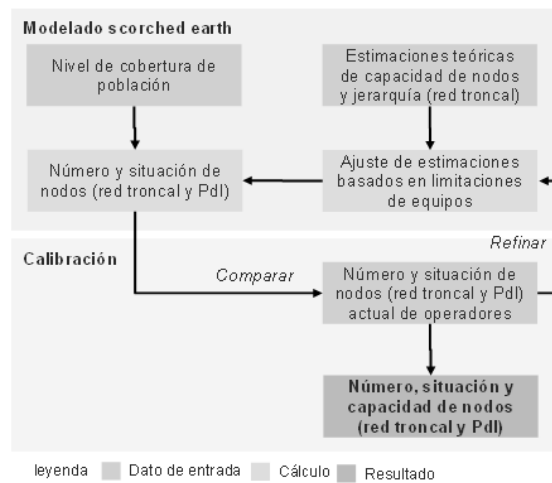 Modelado scorched earth
Nivel de cobertura de
población
Estimaciones teóricas
de capacidad de nodos
y jerarquía (red troncal)
Número y situación de
nodos (red troncal y PdI)
Ajuste de estimaciones
basados en limitaciones
de equipos
Refinar
Calibración
Comparar
Número y situación de
nodos (red troncal y PdI)
actual de operadores
Número, situación y
capacidad de nodos
(red troncal y PdI)
leyenda Dato de entrada Cálculo Resultado